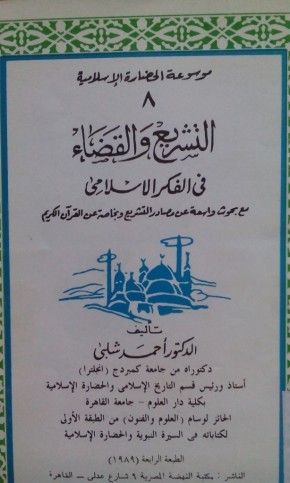 موسوعة الحضارة الإسلامية
٨
التشريع والقضاء
في الفكر الاسلامى
مع بحوث واسعة عن مصادر التشريع وبخاصة عن القرآن الكريم
تأليف
الدكتور أحمد شلبى
دكتوراه من جامعة كمبردج (انجلترا)
أستاذ ورئيس قسم التاريخ الإسلامى والحضارة الإسلامية
بكلية دار العلوم - جامعة القاهرة
الحائز لوسام (العلوم والفنون) من الطبقة الأولى
لكتاباته فى السيرة النبوية والحضارة الإسلامية
الطبعة الرابعة (١٩٨٩)
الناشر : مكتبة النهضة المصرية ٩ شارع عدلى - القاهرة